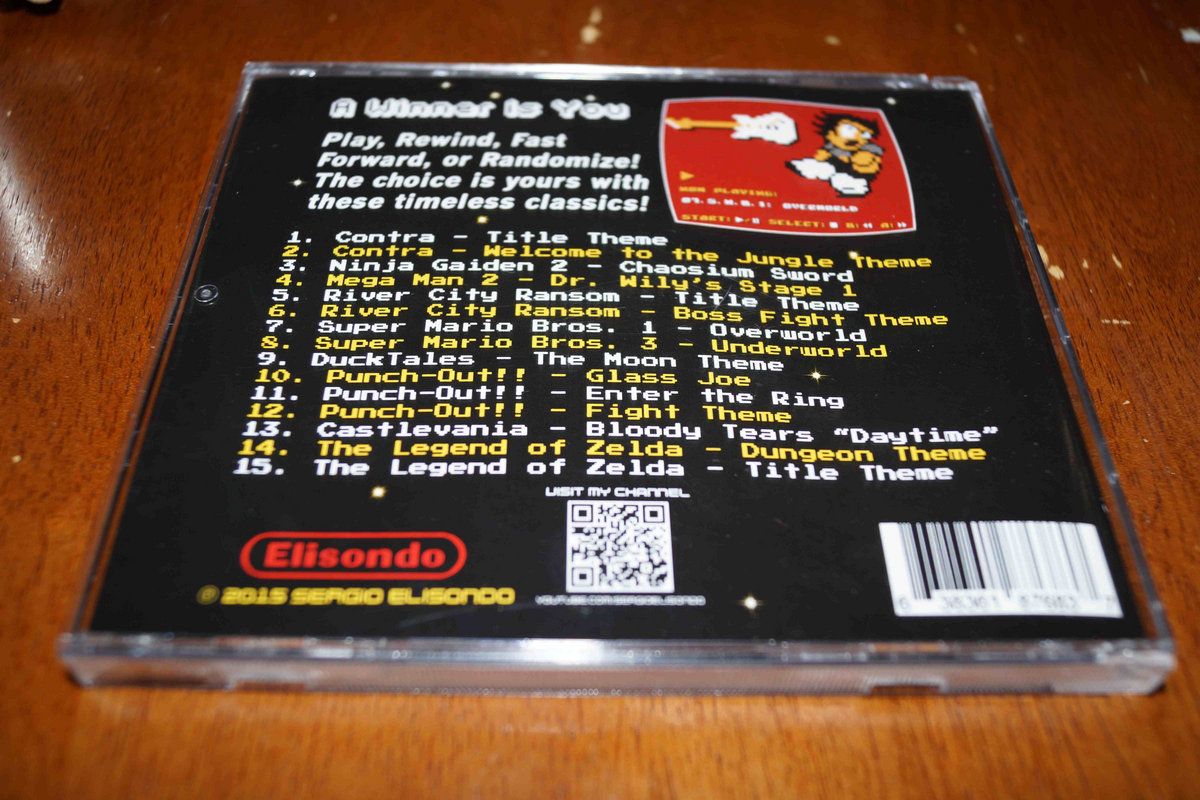 A Winner is You
Play, Rewind, Fast
Forward, or Randomize!
The choice is yours with
these timeless classics!
NOW PLAYING:
07. S. M. B. 1: OVERWORLD
START: SELECT: B: A:
1. Contra - Title Theme
2. Contra - Welcome to the Jungle Theme
3. Ninja Gaiden 2 - Chaosium Sword
4. Mega Man 2 - Dr. Wily's Stage 1
5. River City Ransom - Title Theme
6. River City Ransom - Boss Fight Theme
7. Super Mario Bros. 1 - Overworld
8. Super Mario Bros. 3 - Underworld
9. DuckTales - The Moon Theme
10. Punch-Out!! - Glass Joe
11. Punch-Out!! - Enter the Ring
12. Punch-Out!! - Fight Theme
13. Castlevania - Bloody Tears "Daytime"
14. The Legend of Zelda - Dungeon Theme
15. The Legend of Zelda - Title Theme
VISIT MY CHANNEL
Elisondo
© 2015 SERGIO ELISONDO